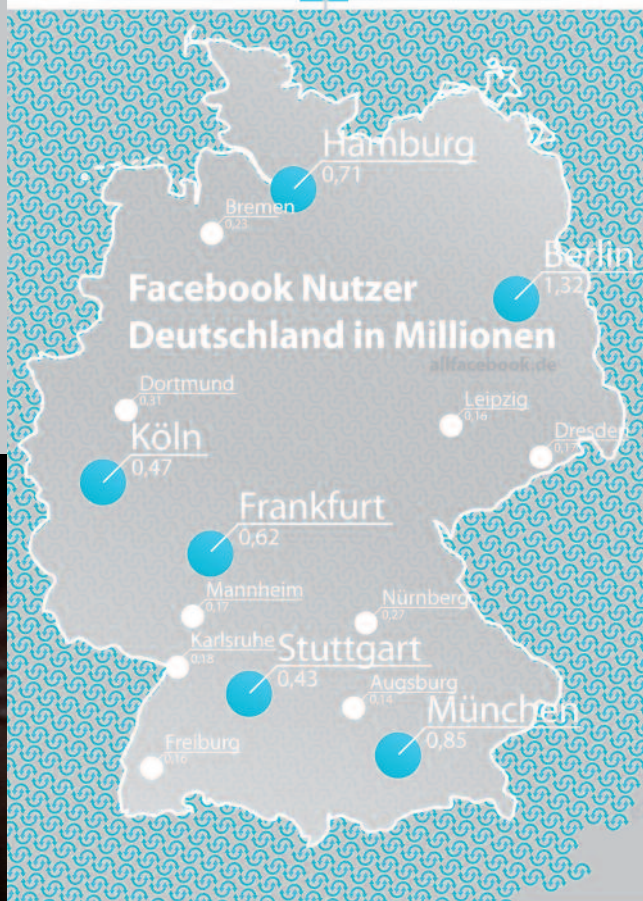 Hamburg
0,71
Bremen
0,23
Berlin
1,32
Facebook Nutzer
Deutschland in Millionen
allfacebook.de
Dortmund
0,31
Leipzig
0,16
Köln
0,47
Dresden
0,17
Frankfurt
0,62
Mannheim
0,17
Nürnberg
0,27
Karlsruhe
0,18
Stuttgart
0,43
Augsburg
0,14
München
0,85
Freiburg
0,16